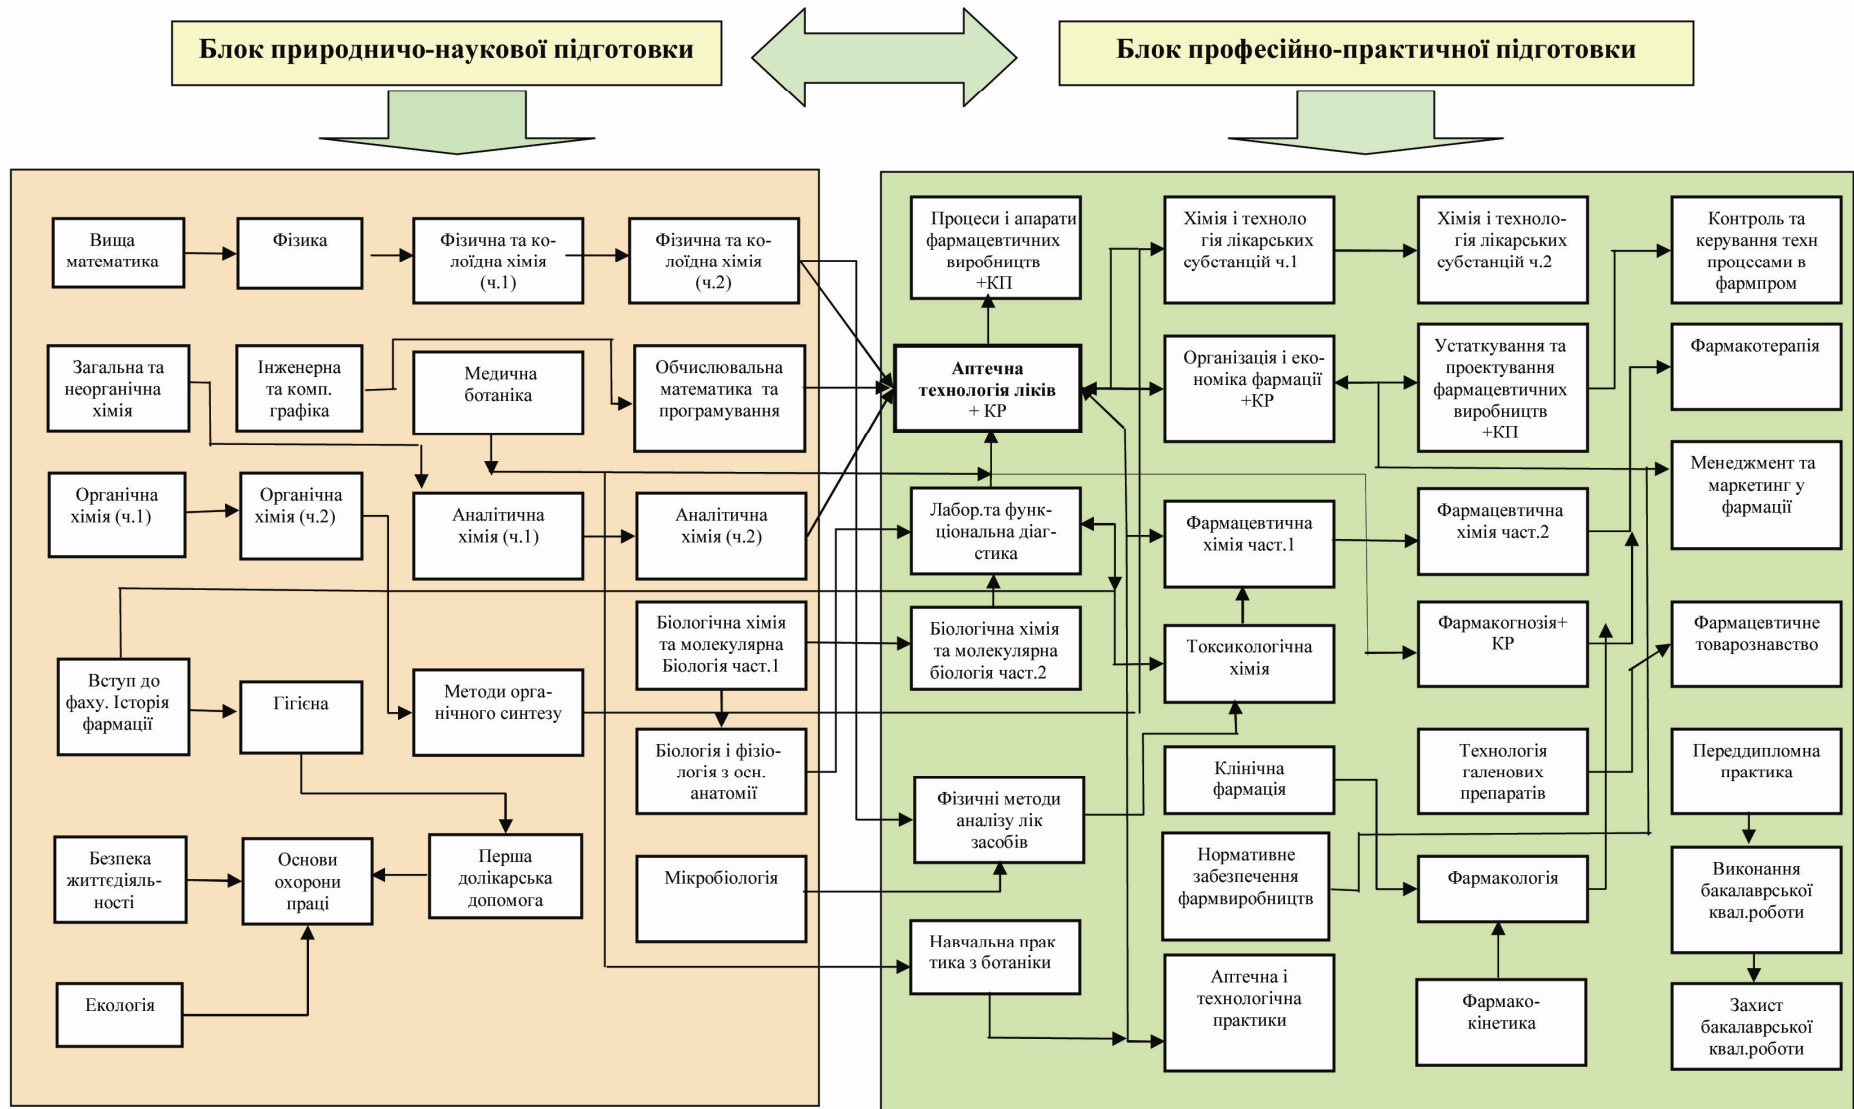 Блок природничо-наукової підготовки
Блок професійно-практичної підготовки
Вища
математика
Фізика
Фізична та ко-
лоїдна хімія
(ч.1)
Фізична та ко-
лоїдна хімія
(ч.2)
Загальна та
неорганічна
хімія
Інженерна
та комп.
графіка
Медична
ботаніка
Обчислювальна
математика та
програмування
Органічна
хімія (ч.1)
Органічна
хімія (ч.2)
Аналітична
хімія (ч.1)
Аналітична
хімія (ч.2)
Біологічна хімія
та молекулярна
Біологія част.1
Вступ до
фаху. Історія
фармації
Гігієна
Методи орга-
нічного синтезу
Біологія і фізіо-
логія з осн.
анатомії
Безпека
життєдіяль-
ності
Основи
охорони
праці
Перша
долікарська
допомога
Мікробіологія
Екологія
Процеси і апарати
фармацевтичних
виробництв
+КП
Хімія і техноло
гія лікарських
субстанцій ч.1
Хімія і техноло-
гія лікарських
субстанцій ч.2
Контроль та
керування техн
процесами в
фармпром
Аптечна
технологія ліків
+ КР
Організація і еко-
номіка фармації
+КР
Устаткування та
проектування
фармацевтичних
виробництв
+КП
Фармакотерапія
Менеджмент та
маркетинг у
фармації
Лабор.та функ-
ціональна діаг-
стика
Фармацевтична
хімія част.1
Фармацевтична
хімія част.2
Біологічна хімія
та молекулярна
біологія част.2
Токсикологічна
хімія
Фармакогнозія+
КР
Фармацевтичне
товарознавство
Фізичні методи
аналізу лік
засобів
Клінічна
фармація
Технологія
галенових
препаратів
Переддипломна
практика
Нормативне
забезпечення
фармвиробництв
Фармакологія
Виконання
бакалаврської
квал.роботи
Навчальна прак
тика з ботаніки
Аптечна і
технологічна
практики
Фармако-
кінетика
Захист
бакалаврської
квал.роботи